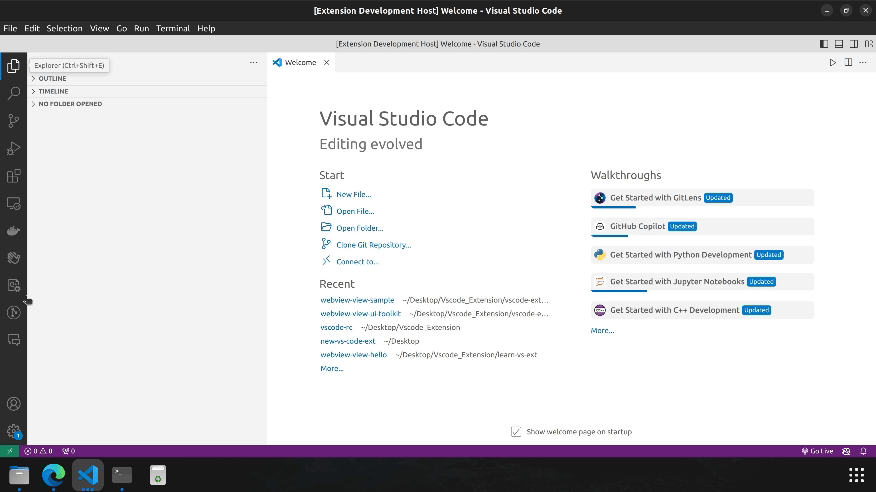 [Extension Development Host] Welcome - Visual Studio Code
File Edit Selection View Go Run Terminal Help
[Extension Development Host] Welcome - Visual Studio Code
Explorer (Ctrl+Shift+E)
OUTLINE
TIMELINE
NO FOLDER OPENED
Welcome
Visual Studio Code
Editing evolved
Start
New File...
Open File...
Open Folder...
Clone Git Repository...
Connect to...
Recent
webview-view-sample ~/Desktop/Vscode_Extension/vscode-ext...
webview-view-ui-toolkit ~/Desktop/Vscode_Extension/vscode-e...
vscode-rc ~/Desktop/Vscode_Extension
new-vs-code-ext ~/Desktop
webview-view-hello ~/Desktop/Vscode_Extension/learn-vs-ext
More...
Walkthroughs
Get Started with GitLens Updated
GitHub Copilot Updated
Get Started with Python Development Updated
Get Started with Jupyter Notebooks Updated
Get Started with C++ Development Updated
More...
Show welcome page on startup
1
0 0 0
Go Live